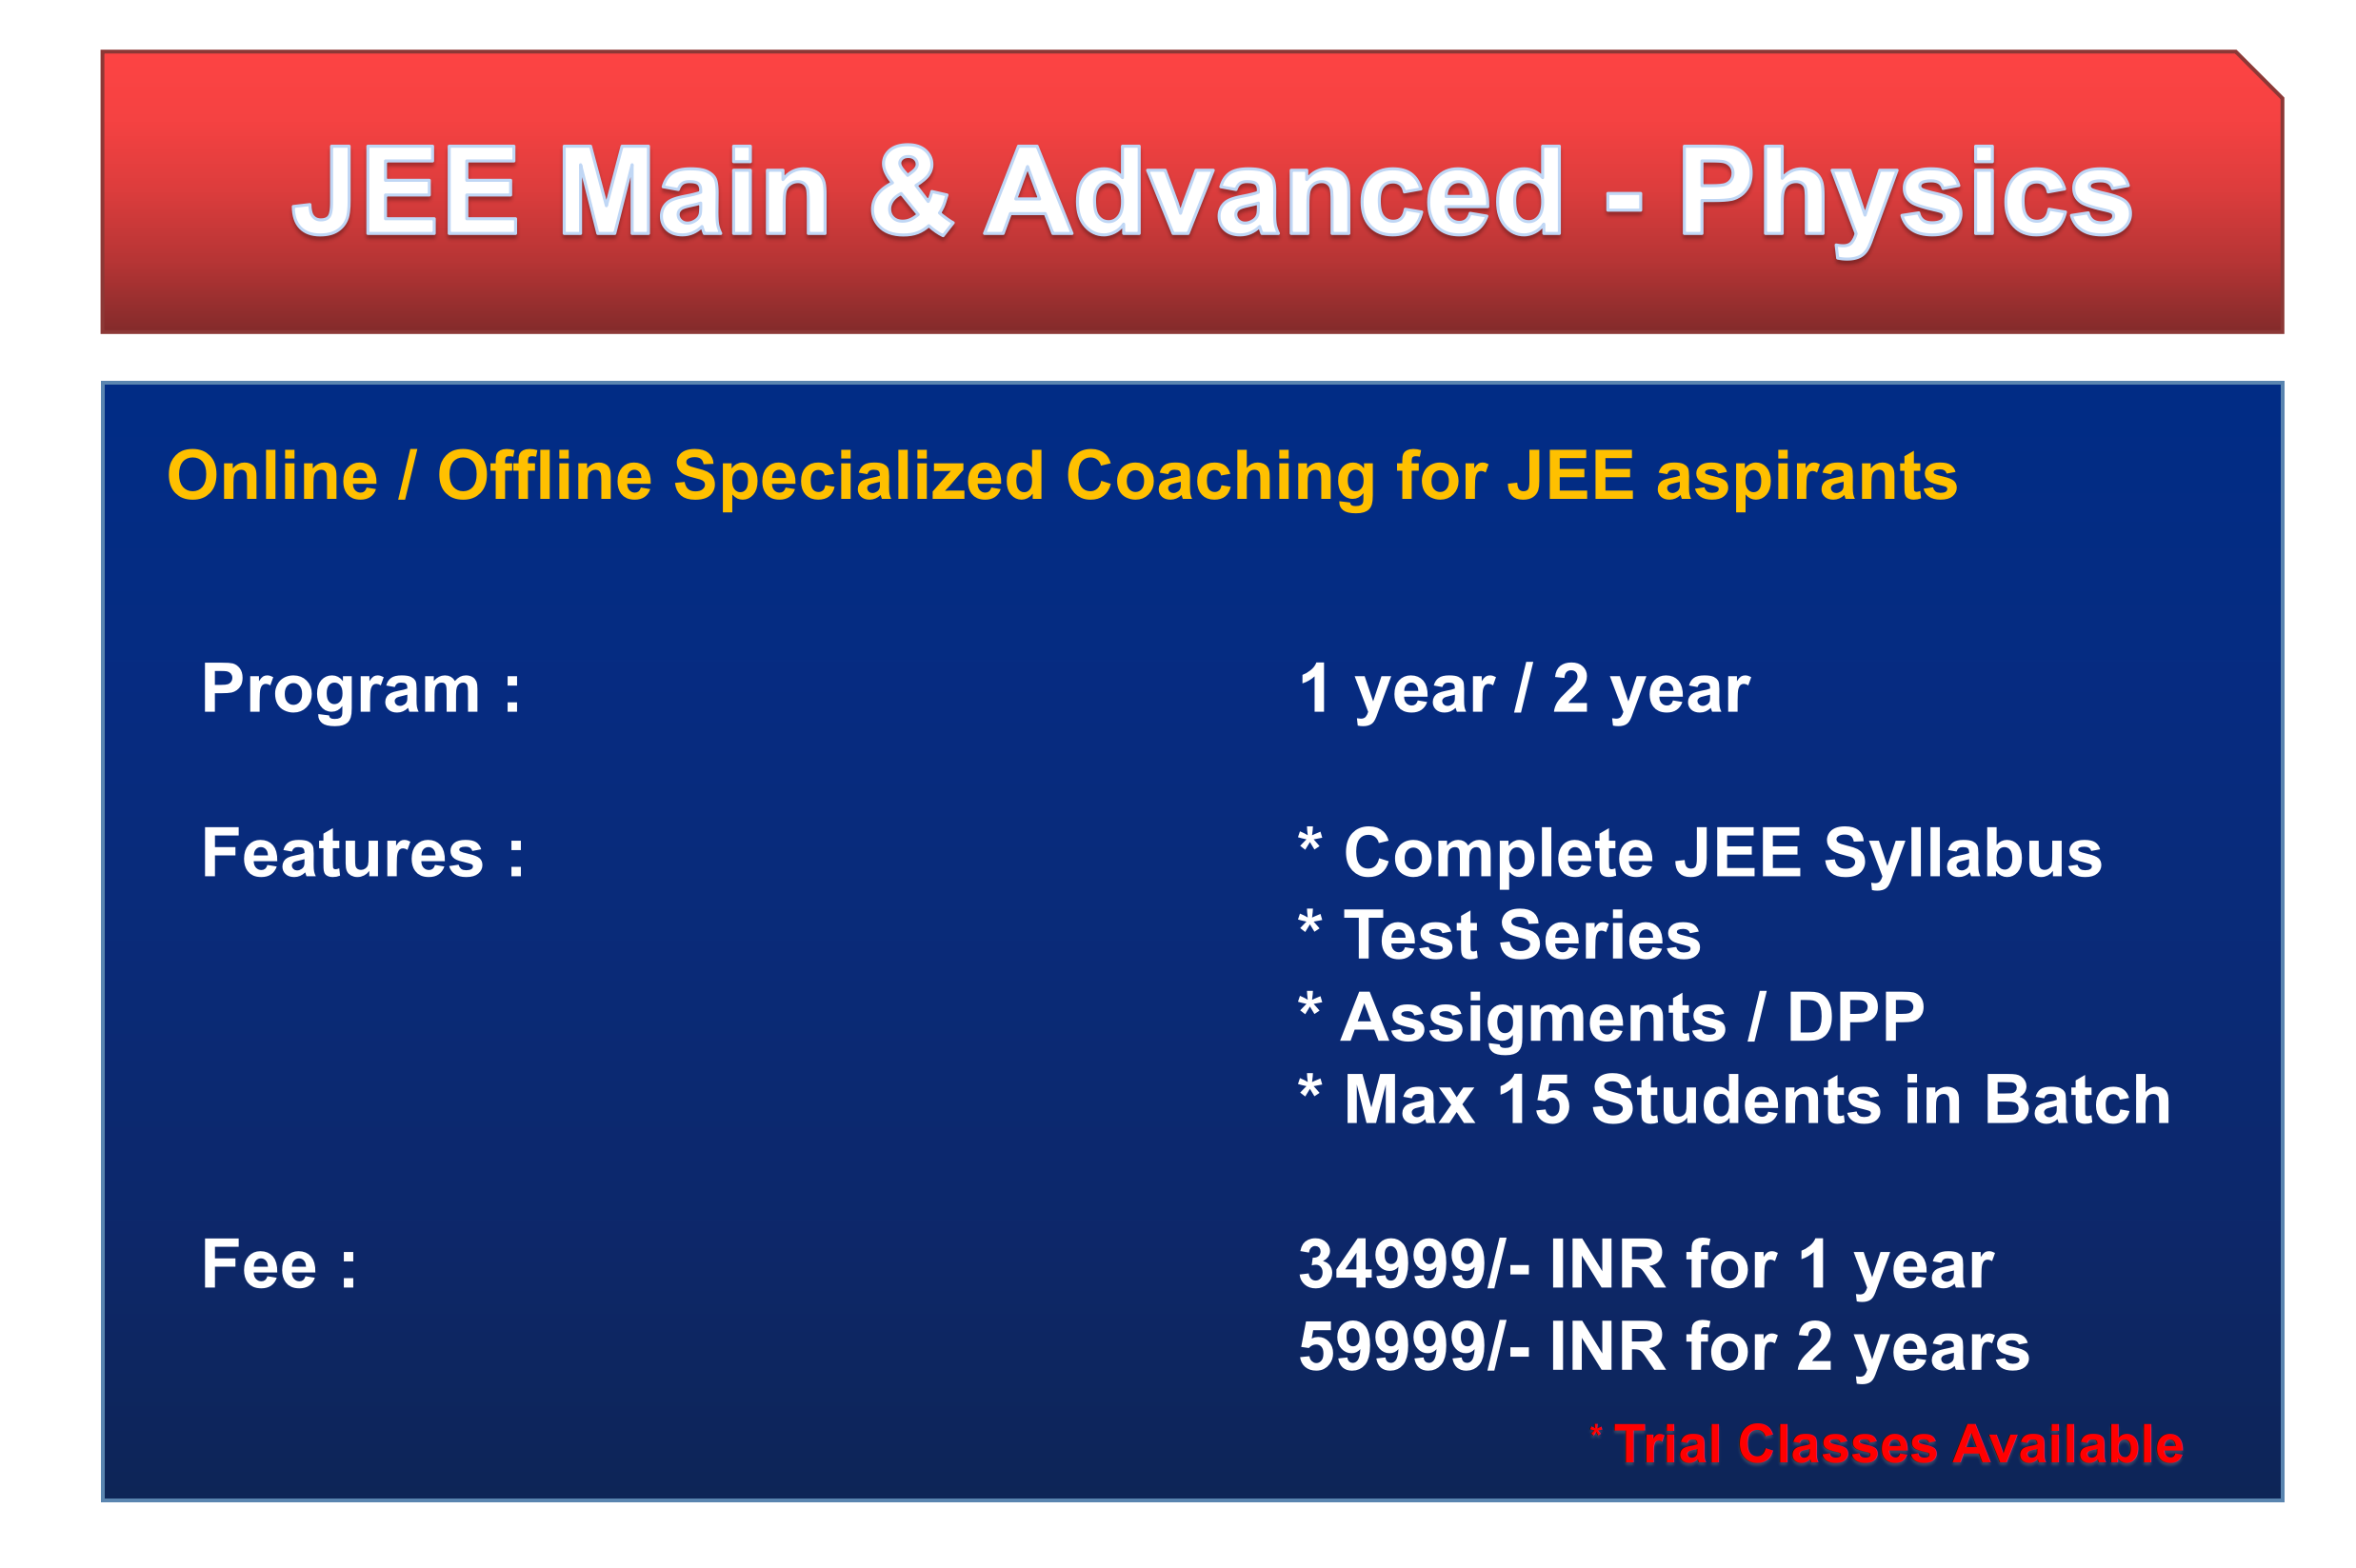 JEE Main & Advanced - Physics
Online / Offline Specialized Coaching for JEE aspirants
Program : 1 year / 2 year
Features : * Complete JEE Syllabus
* Test Series
* Assigments / DPP
* Max 15 Students in Batch
Fee : 34999/- INR for 1 year
59999/- INR for 2 years
* Trial Classes Available